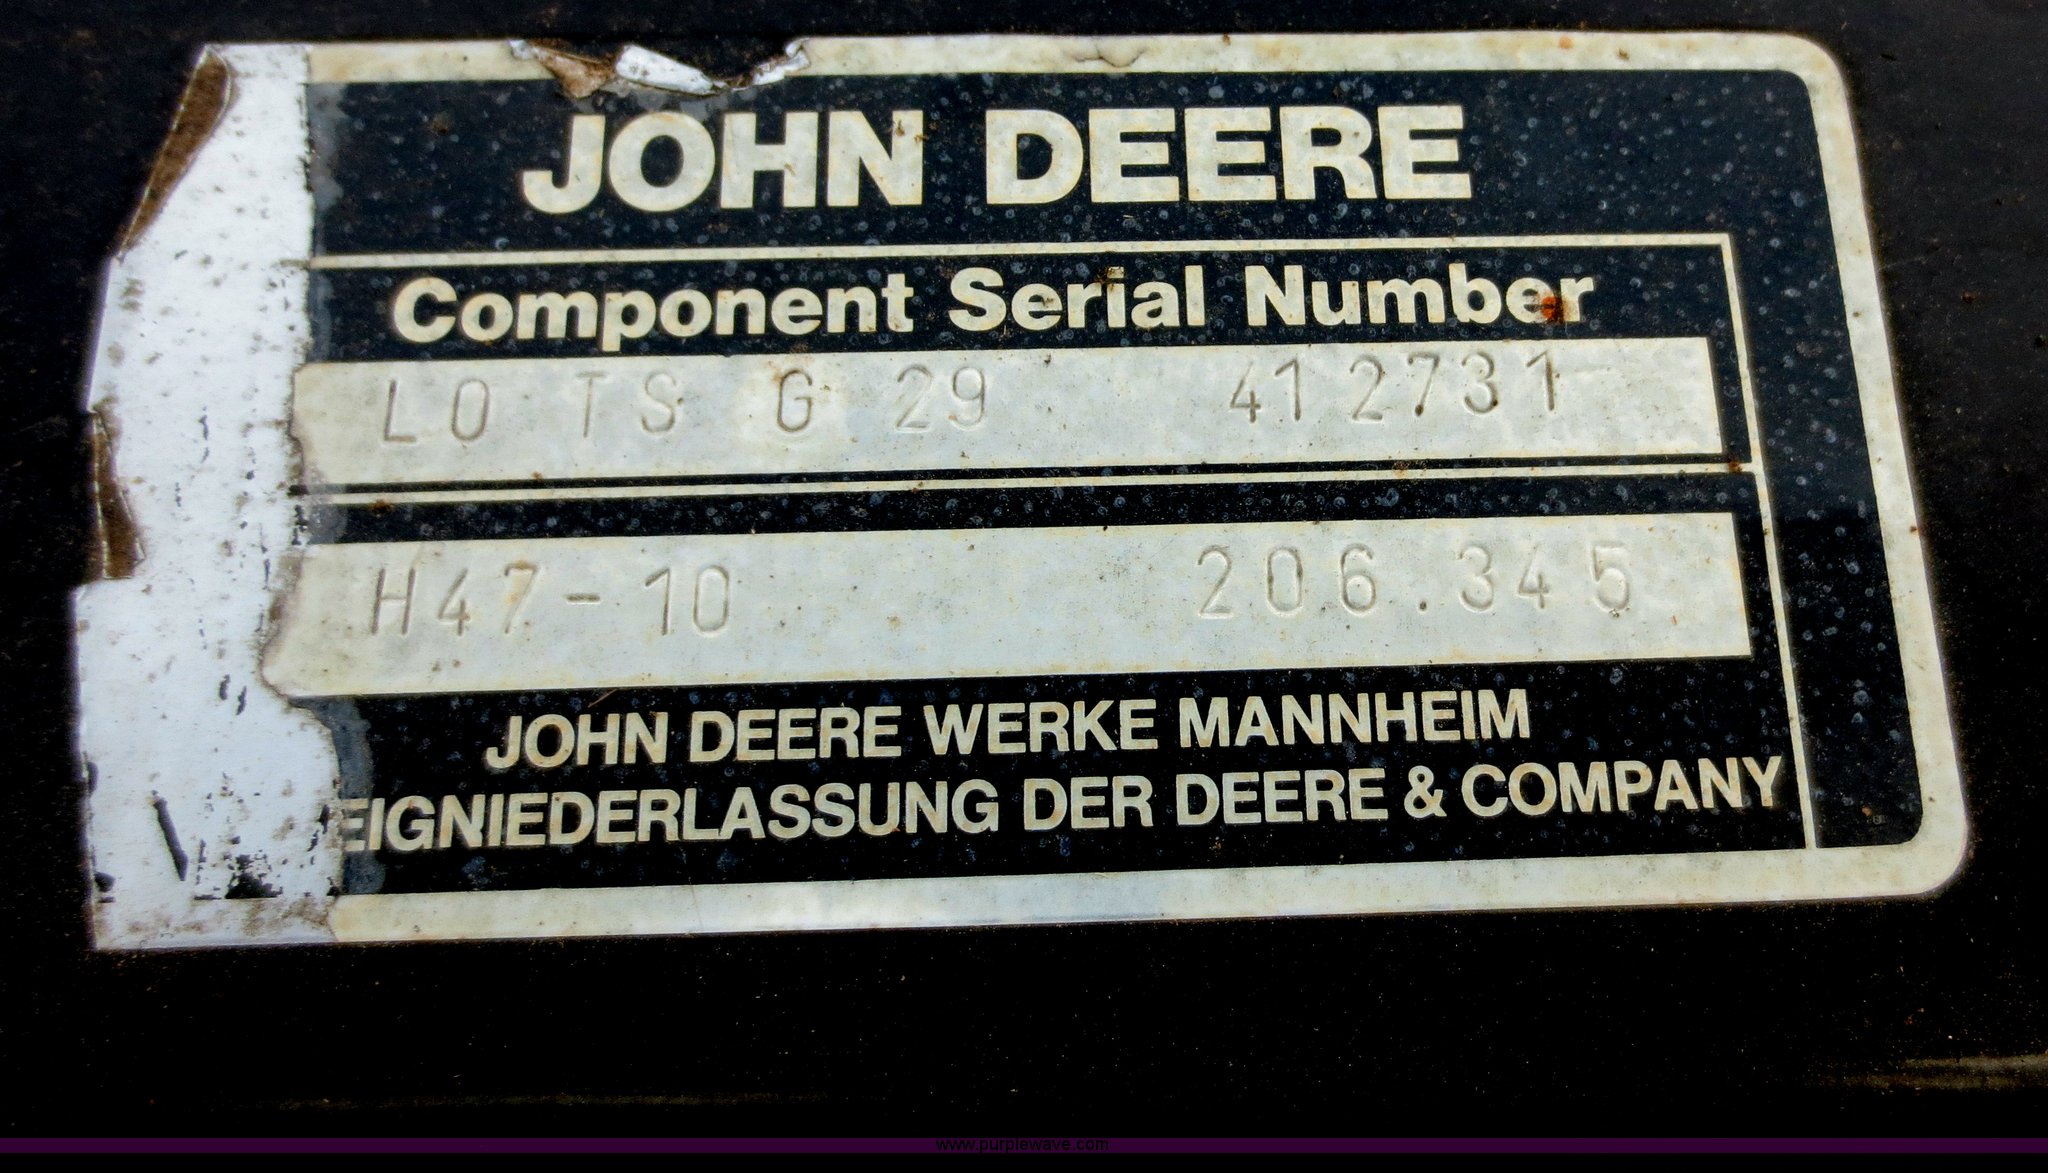 JOHN DEERE
Component Serial Number
LO TS G 29 412731
H47-10 206.345
JOHN DEERE WERKE MANNHEIM
EIGNIEDERLASSUNG DER DEERE & COMPANY
www.purplewave.com